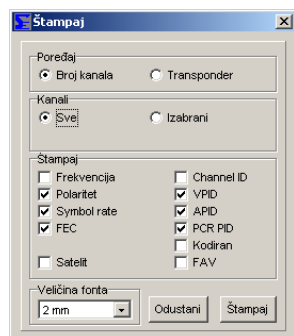 Štampaj
Poređaj
Broj kanala Transponder
Kanali
Sve Izabrani
Štampaj
Frekvencija Channel ID
Polaritet VPID
Symbol rate APID
FEC PCR PID
Kodiran
Satelit FAV
Veličina fonta
2 mm Odustani Štampaj